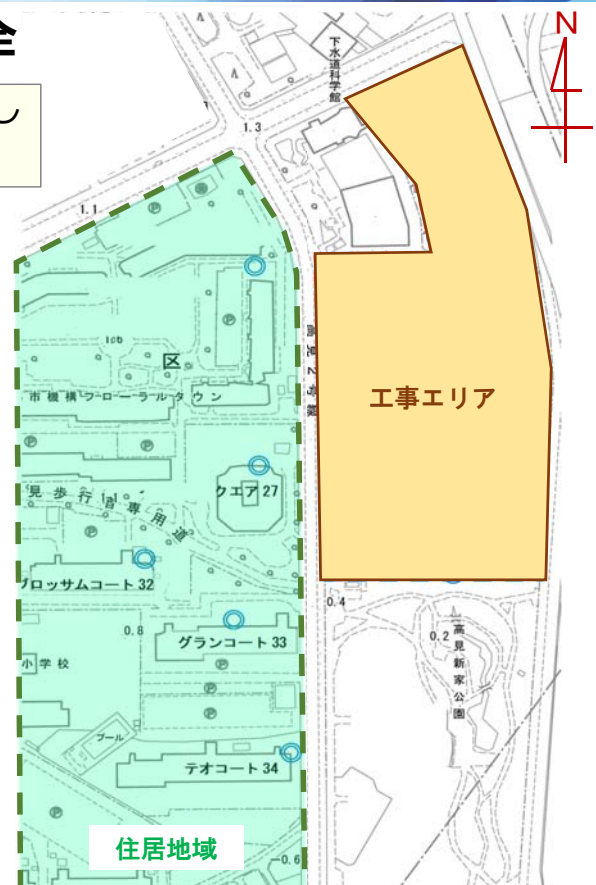 全
し
N
下水道科学館
1.3
1.1
区
高見2号線
工事エリア
市機構フローラルタウン
クエア27
見歩行者専用道
ブロッサムコート32
0.4
0.8
グランコート33
0.2
高見新家公園
小学校
プール
テオコート34
住居地域
-0.6